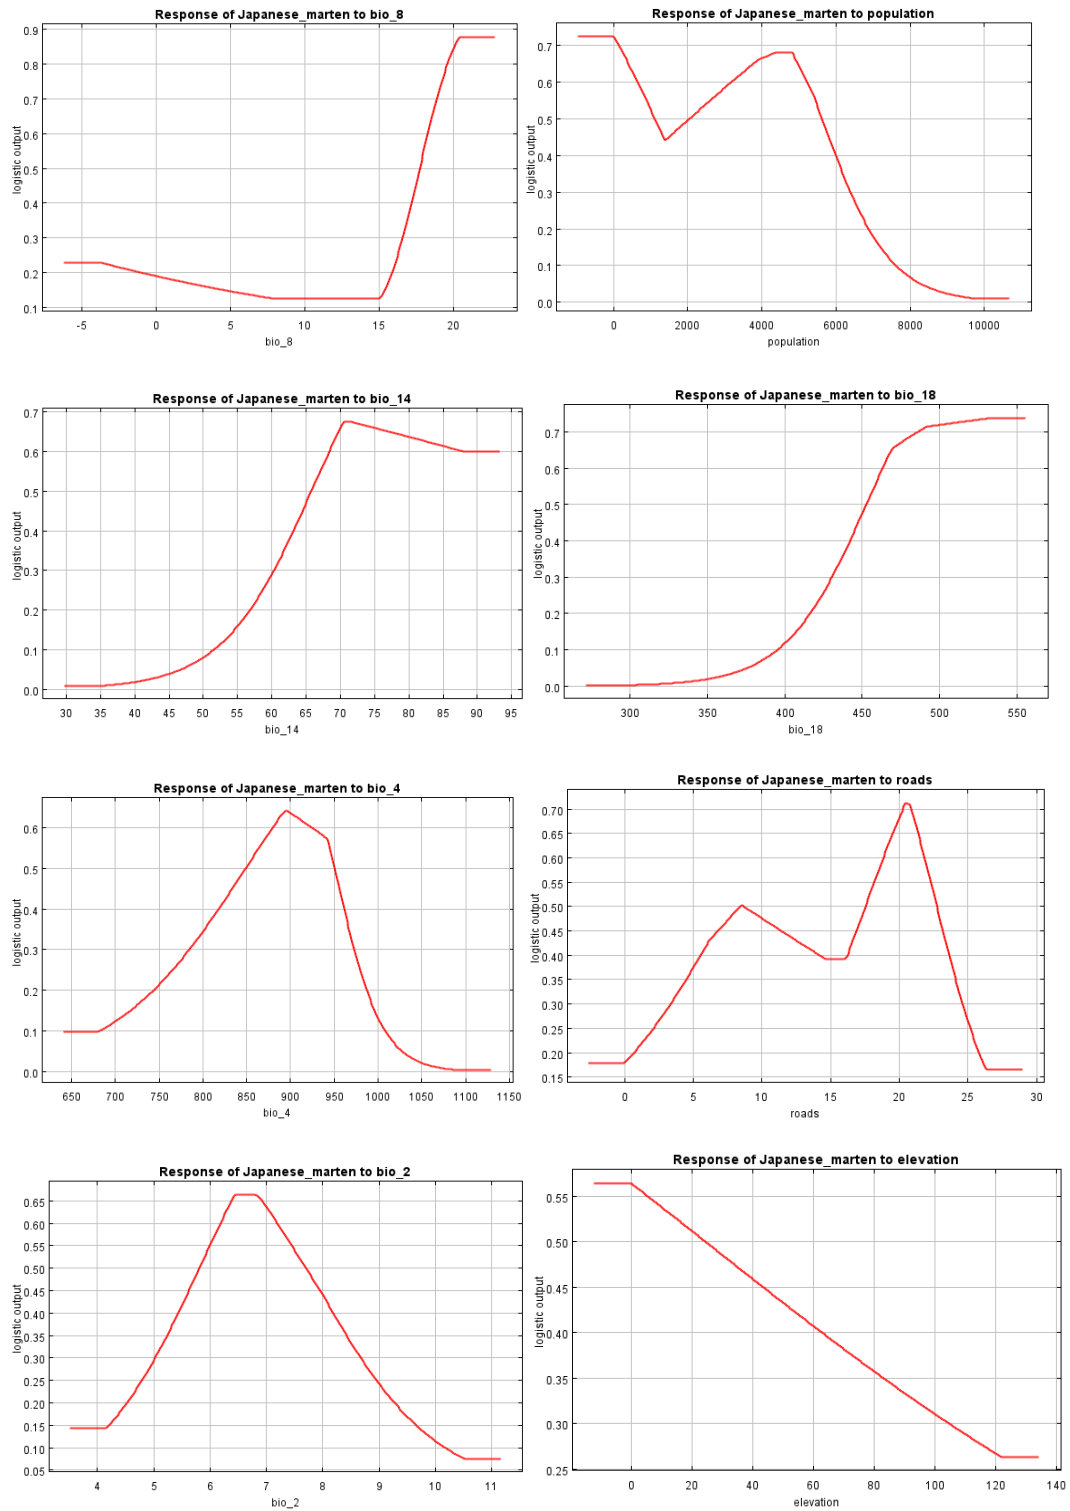 Response of Japanese_marten to bio_8
logistic output
0.9
0.8
0.7
0.6
0.5
0.4
0.3
0.2
0.1
-5 0 5 10 15 20
bio_8
Response of Japanese_marten to population
logistic output
0.7
0.6
0.5
0.4
0.3
0.2
0.1
0.0
0 2000 4000 6000 8000 10000
population
Response of Japanese_marten to bio_14
logistic output
0.7
0.6
0.5
0.4
0.3
0.2
0.1
0.0
30 35 40 45 50 55 60 65 70 75 80 85 90 95
bio_14
Response of Japanese_marten to bio_18
logistic output
0.7
0.6
0.5
0.4
0.3
0.2
0.1
0.0
300 350 400 450 500 550
bio_18
Response of Japanese_marten to bio_4
logistic output
0.6
0.5
0.4
0.3
0.2
0.1
0.0
650 700 750 800 850 900 950 1000 1050 1100 1150
bio_4
Response of Japanese_marten to roads
logistic output
0.70
0.65
0.60
0.55
0.50
0.45
0.40
0.35
0.30
0.25
0.20
0.15
0 5 10 15 20 25 30
roads
Response of Japanese_marten to bio_2
logistic output
0.65
0.60
0.55
0.50
0.45
0.40
0.35
0.30
0.25
0.20
0.15
0.10
0.05
4 5 6 7 8 9 10 11
bio_2
Response of Japanese_marten to elevation
logistic output
0.55
0.50
0.45
0.40
0.35
0.30
0.25
0 20 40 60 80 100 120 140
elevation